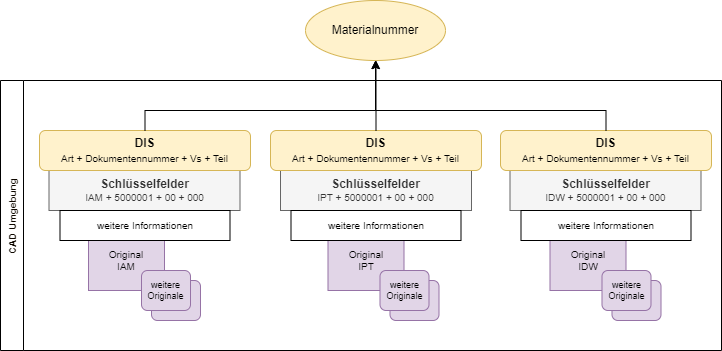 Materialnummer
CAD Umgebung
DIS
Art + Dokumentennummer + Vs + Teil
Schlüsselfelder
IAM + 5000001 + 00 + 000
weitere Informationen
Original
IAM
weitere
Originale
DIS
Art + Dokumentennummer + Vs + Teil
Schlüsselfelder
IPT + 5000001 + 00 + 000
weitere Informationen
Original
IPT
weitere
Originale
DIS
Art + Dokumentennummer + Vs + Teil
Schlüsselfelder
IDW + 5000001 + 00 + 000
weitere Informationen
Original
IDW
weitere
Originale